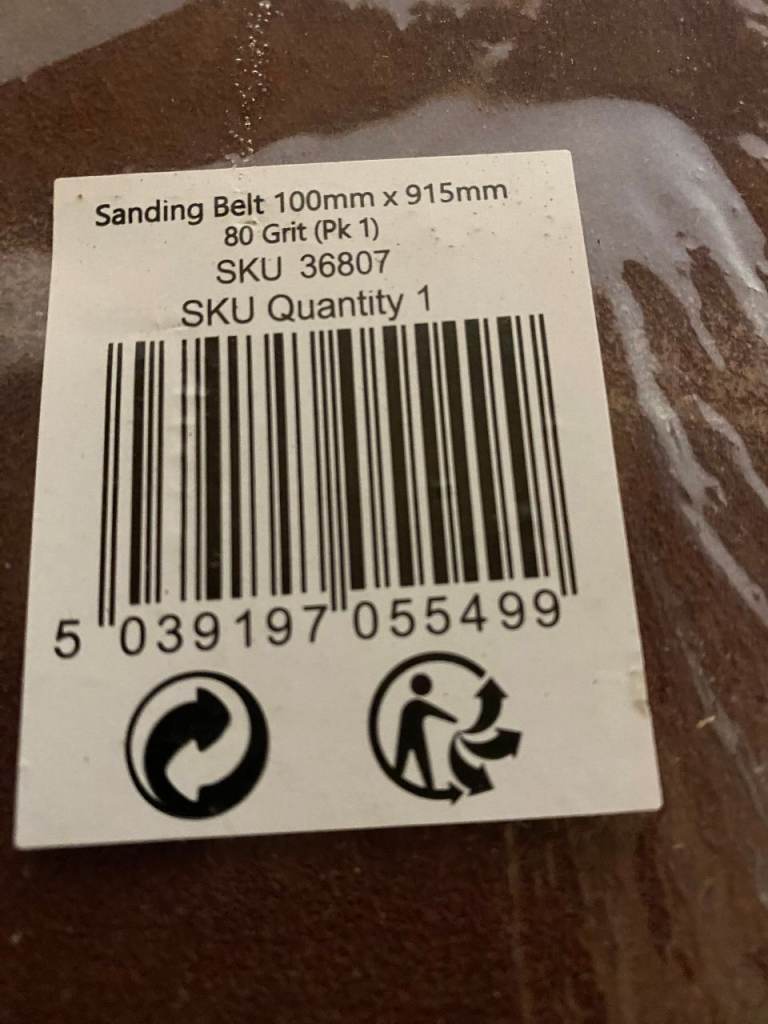 Sanding Belt 100mm x 915mm
80 Grit (Pk 1)
SKU 36807
SKU Quantity 1
5 039197 055499